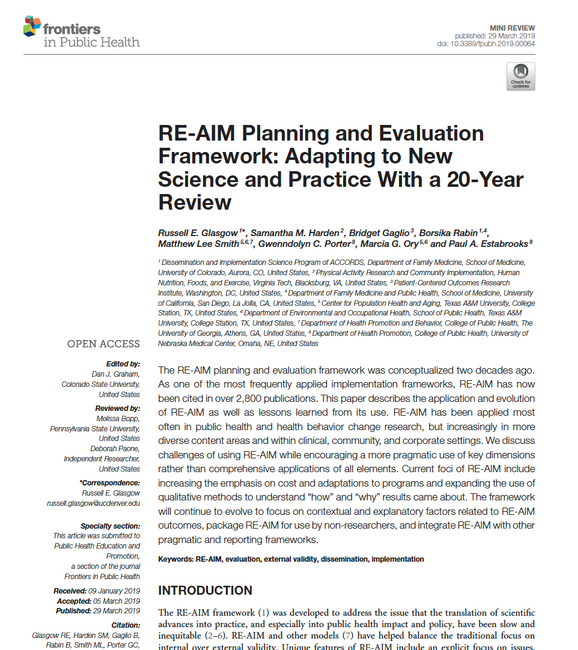 frontiers
in Public Health
MINI REVIEW
published: 29 March 2019
doi: 10.3389/fpubh.2019.00064
Check for
updates
RE-AIM Planning and Evaluation
Framework: Adapting to New
Science and Practice With a 20-Year
Review
Russell E. Glasgow 1*, Samantha M. Harden 2, Bridget Gaglio 3, Borsika Rabin 1,4,
Matthew Lee Smith 5,6,7, Gwenndolyn C. Porter 8, Marcia G. Ory 5,6 and Paul A. Estabrooks 8
1 Dissemination and Implementation Science Program of ACCORDS, Department of Family Medicine, School of Medicine,
University of Colorado, Aurora, CO, United States, 2 Physical Activity Research and Community Implementation, Human
Nutrition, Foods, and Exercise, Virginia Tech, Blacksburg, VA, United States, 3 Patient-Centered Outcomes Research
Institute, Washington, DC, United States, 4 Department of Family Medicine and Public Health, School of Medicine, University
of California, San Diego, La Jolla, CA, United States, 5 Center for Population Health and Aging, Texas A&M University, College
Station, TX, United States, 6 Department of Environmental and Occupational Health, School of Public Health, Texas A&M
University, College Station, TX, United States, 7 Department of Health Promotion and Behavior, College of Public Health, The
University of Georgia, Athens, GA, United States, 8 Department of Health Promotion, College of Public Health, University of
Nebraska Medical Center, Omaha, NE, United States
OPEN ACCESS
Edited by:
Dan J. Graham,
Colorado State University,
United States
Reviewed by:
Melissa Bopp,
Pennsylvania State University,
United States
Deborah Paone,
Independent Researcher,
United States
*Correspondence:
Russell E. Glasgow
russell.glasgow@ucdenver.edu
Specialty section:
This article was submitted to
Public Health Education and
Promotion,
a section of the journal
Frontiers in Public Health
Received: 09 January 2019
Accepted: 05 March 2019
Published: 29 March 2019
Citation:
Glasgow RE, Harden SM, Gaglio B,
Rabin B, Smith ML, Porter GC,
The RE-AIM planning and evaluation framework was conceptualized two decades ago.
As one of the most frequently applied implementation frameworks, RE-AIM has now
been cited in over 2,800 publications. This paper describes the application and evolution
of RE-AIM as well as lessons learned from its use. RE-AIM has been applied most
often in public health and health behavior change research, but increasingly in more
diverse content areas and within clinical, community, and corporate settings. We discuss
challenges of using RE-AIM while encouraging a more pragmatic use of key dimensions
rather than comprehensive applications of all elements. Current foci of RE-AIM include
increasing the emphasis on cost and adaptations to programs and expanding the use of
qualitative methods to understand “how” and “why” results came about. The framework
will continue to evolve to focus on contextual and explanatory factors related to RE-AIM
outcomes, package RE-AIM for use by non-researchers, and integrate RE-AIM with other
pragmatic and reporting frameworks.
Keywords: RE-AIM, evaluation, external validity, dissemination, implementation
INTRODUCTION
The RE-AIM framework (1) was developed to address the issue that the translation of scientific
advances into practice, and especially into public health impact and policy, have been slow and
inequitable (2–6). RE-AIM and other models (7) have helped balance the traditional focus on
internal over external validity. Unique features of RE-AIM include an explicit focus on issues,